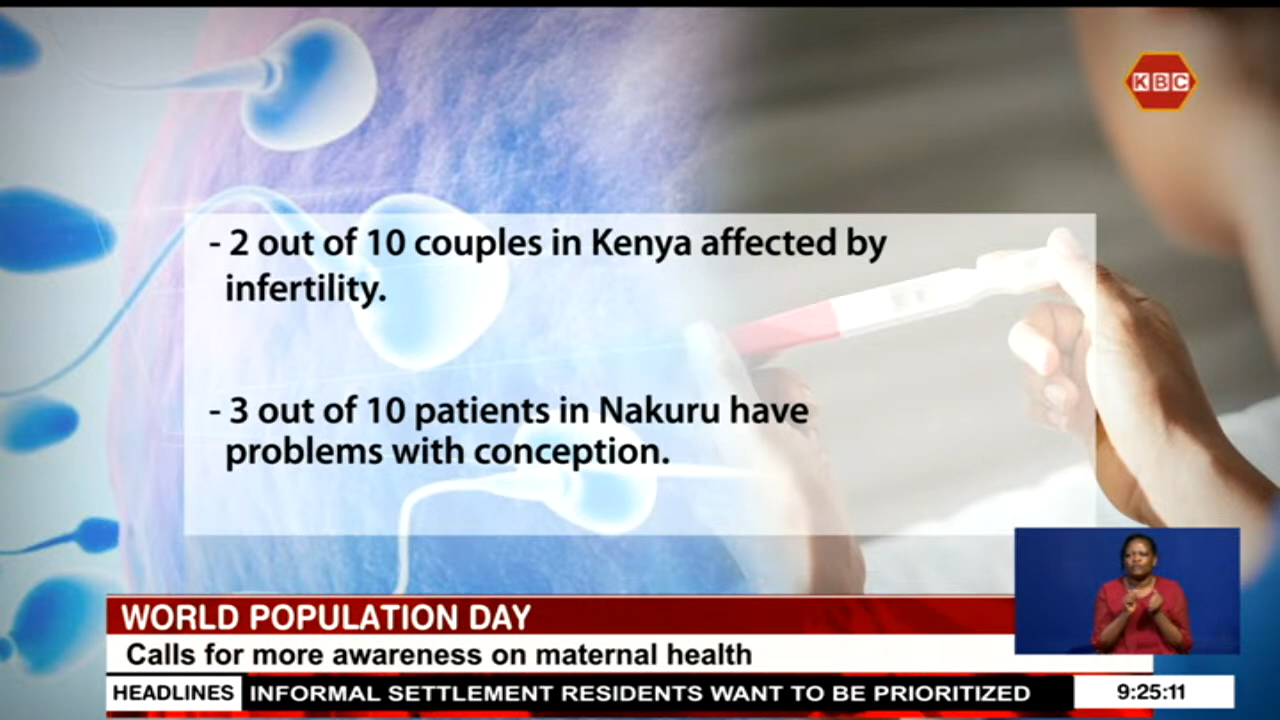 KBC
- 2 out of 10 couples in Kenya affected by
infertility.
- 3 out of 10 patients in Nakuru have
problems with conception.
WORLD POPULATION DAY
Calls for more awareness on maternal health
HEADLINES INFORMAL SETTLEMENT RESIDENTS WANT TO BE PRIORITIZED 9:25:11